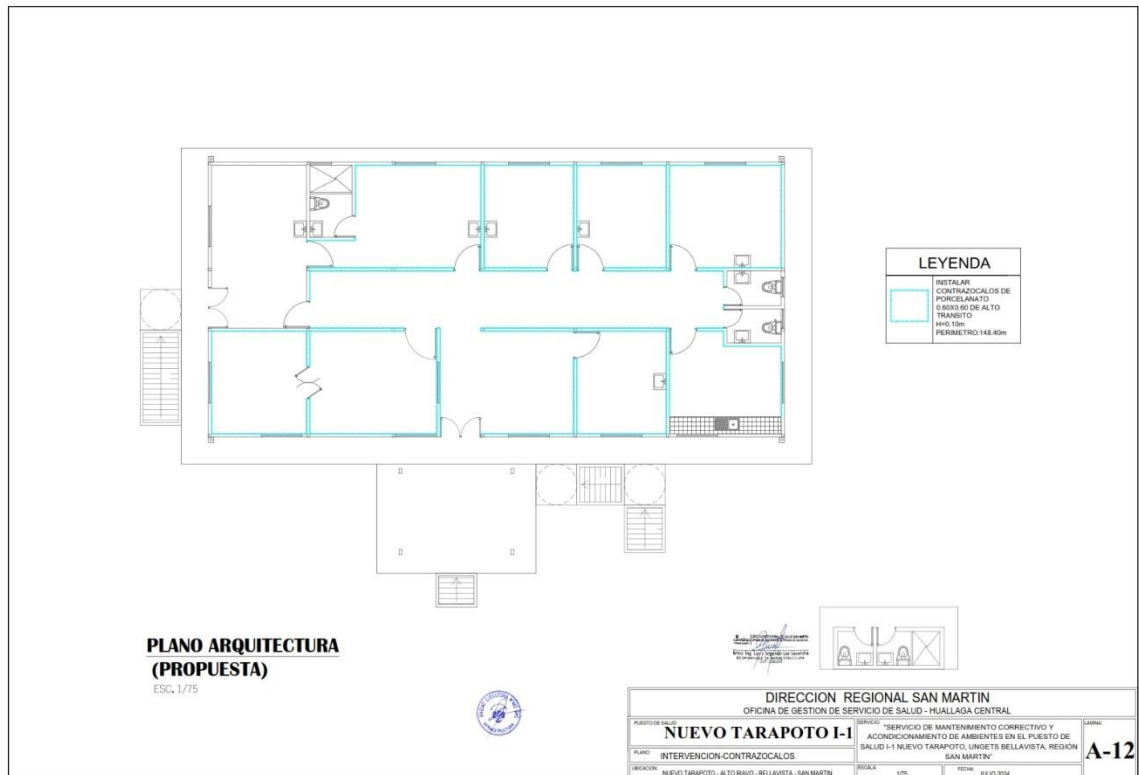 LEYENDA
INSTALAR
CONTRAZOCALOS DE
PORCELANATO
0.60X0.60 DE ALTO
TRANSITO
H=0.10m
PERIMETRO:148.40m
PLANO ARQUITECTURA
(PROPUESTA)
ESC. 1/75
DIRECCION REGIONAL SAN MARTIN
OFICINA DE GESTION DE SERVICIO DE SALUD - HUALLAGA CENTRAL
PUESTO DE SALUD:
NUEVO TARAPOTO I-1
SERVICIO:
"SERVICIO DE MANTENIMIENTO CORRECTIVO Y
ACONDICIONAMIENTO DE AMBIENTES EN EL PUESTO DE
SALUD I-1 NUEVO TARAPOTO, UNGETS BELLAVISTA, REGIÓN
SAN MARTÍN"
LAMINA:
A-12
PLANO:
INTERVENCION-CONTRAZOCALOS
UBICACION:
NUEVO TARAPOTO - ALTO BIAVO - BELLAVISTA - SAN MARTIN
ESCALA:
1/75
FECHA:
JULIO 2024